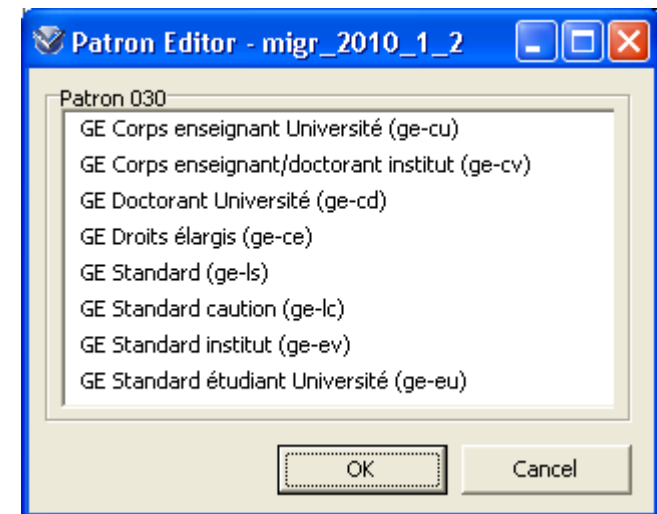 Patron Editor - migr_2010_1_2
Patron 030
GE Corps enseignant Université (ge-cu)
GE Corps enseignant/doctorant institut (ge-cv)
GE Doctorant Université (ge-cd)
GE Droits élargis (ge-ce)
GE Standard (ge-ls)
GE Standard caution (ge-lc)
GE Standard institut (ge-ev)
GE Standard étudiant Université (ge-eu)
OK Cancel